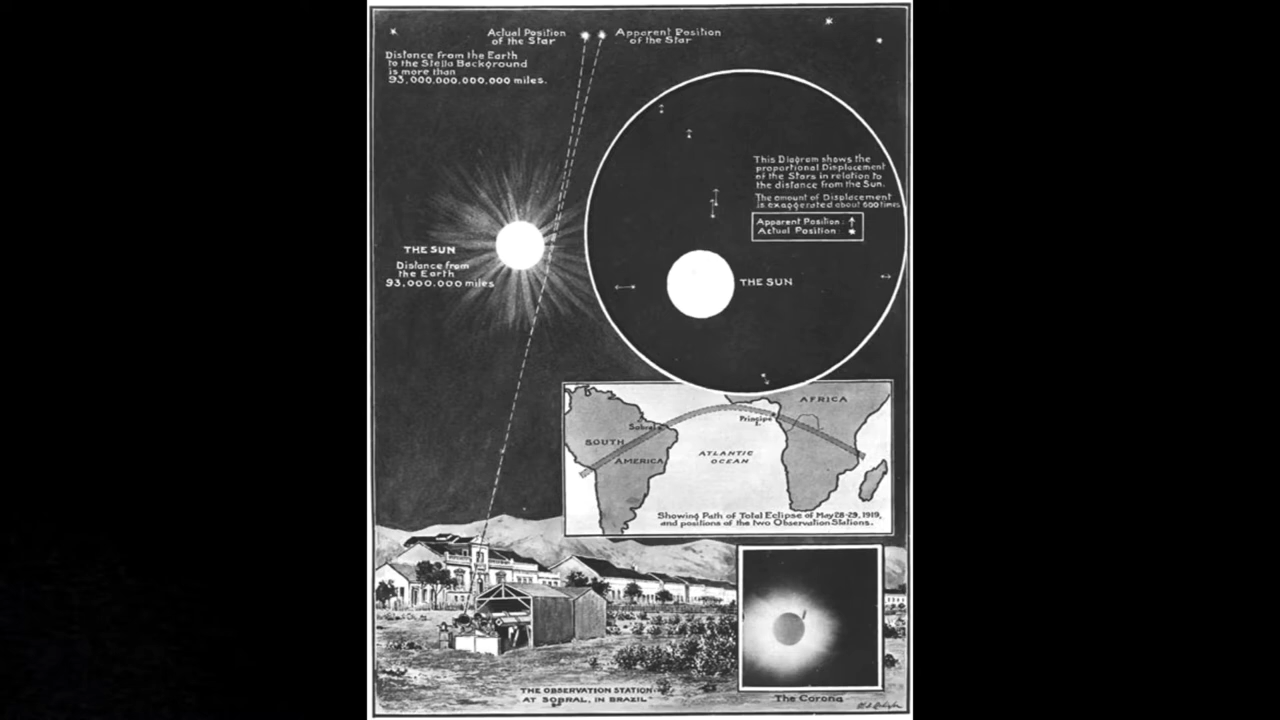 Actual Position
of the Star
Apparent Position
of the Star
Distance from the Earth
to the Stella Background
is more than
93,000,000,000,000 miles.
This Diagram shows the
proportional Displacement
of the Stars in relation to
the distance from the Sun.
The amount of Displacement
is exaggerated about 600 times.
Apparent Position:
Actual Position:
THE SUN
Distance from
the Earth
93,000,000 miles
THE SUN
AFRICA
Principe
I.
Sobral
SOUTH
AMERICA
ATLANTIC
OCEAN
Showing Path of Total Eclipse of May 28-29, 1919,
and positions of the two Observation Stations.
THE OBSERVATION STATION
AT SOBRAL, IN BRAZIL
The Corona